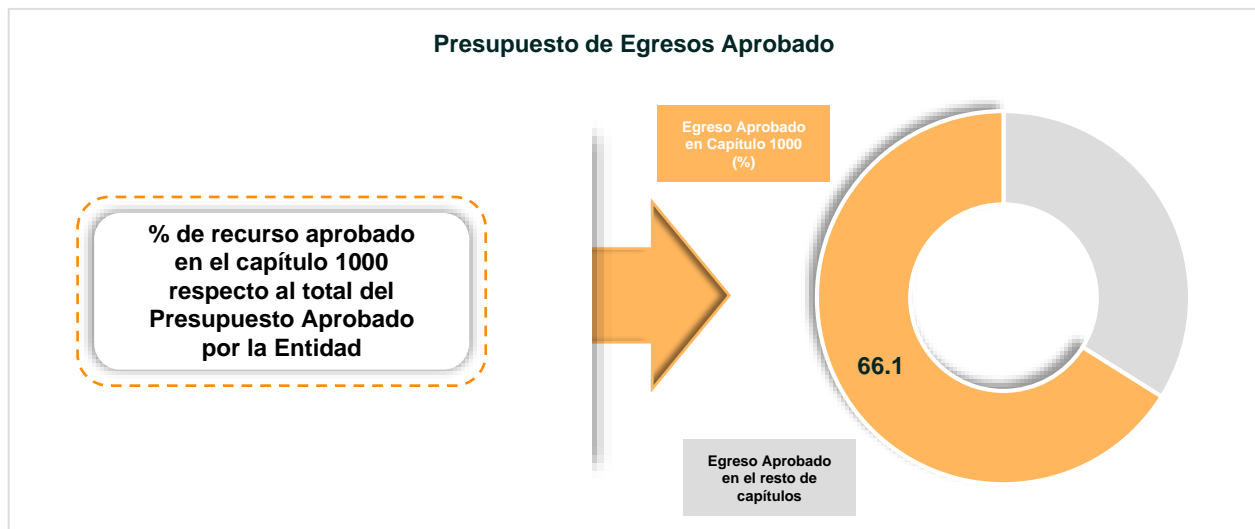 Presupuesto de Egresos Aprobado
Egreso Aprobado
en Capítulo 1000
(%)
% de recurso aprobado
en el capítulo 1000
respecto al total del
Presupuesto Aprobado
por la Entidad
66.1
Egreso Aprobado
en el resto de
capítulos